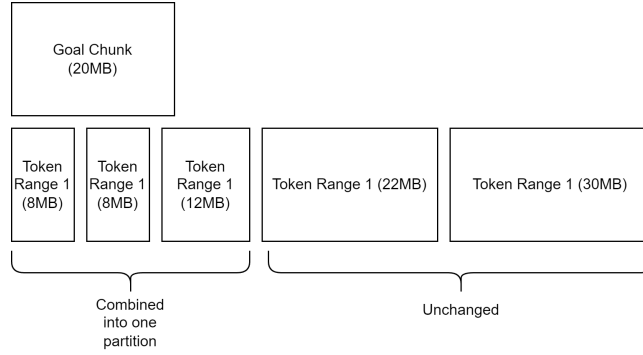 Goal Chunk
(20MB)
Token
Range 1
(8MB)
Token
Range 1
(8MB)
Token
Range 1
(12MB)
Token Range 1 (22MB)
Token Range 1 (30MB)
Combined
into one
partition
Unchanged